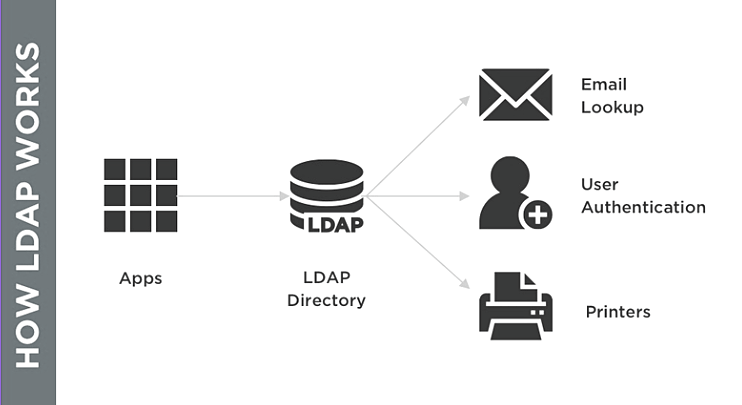 HOW LDAP WORKS
Apps
LDAP
LDAP
Directory
Email
Lookup
User
Authentication
Printers